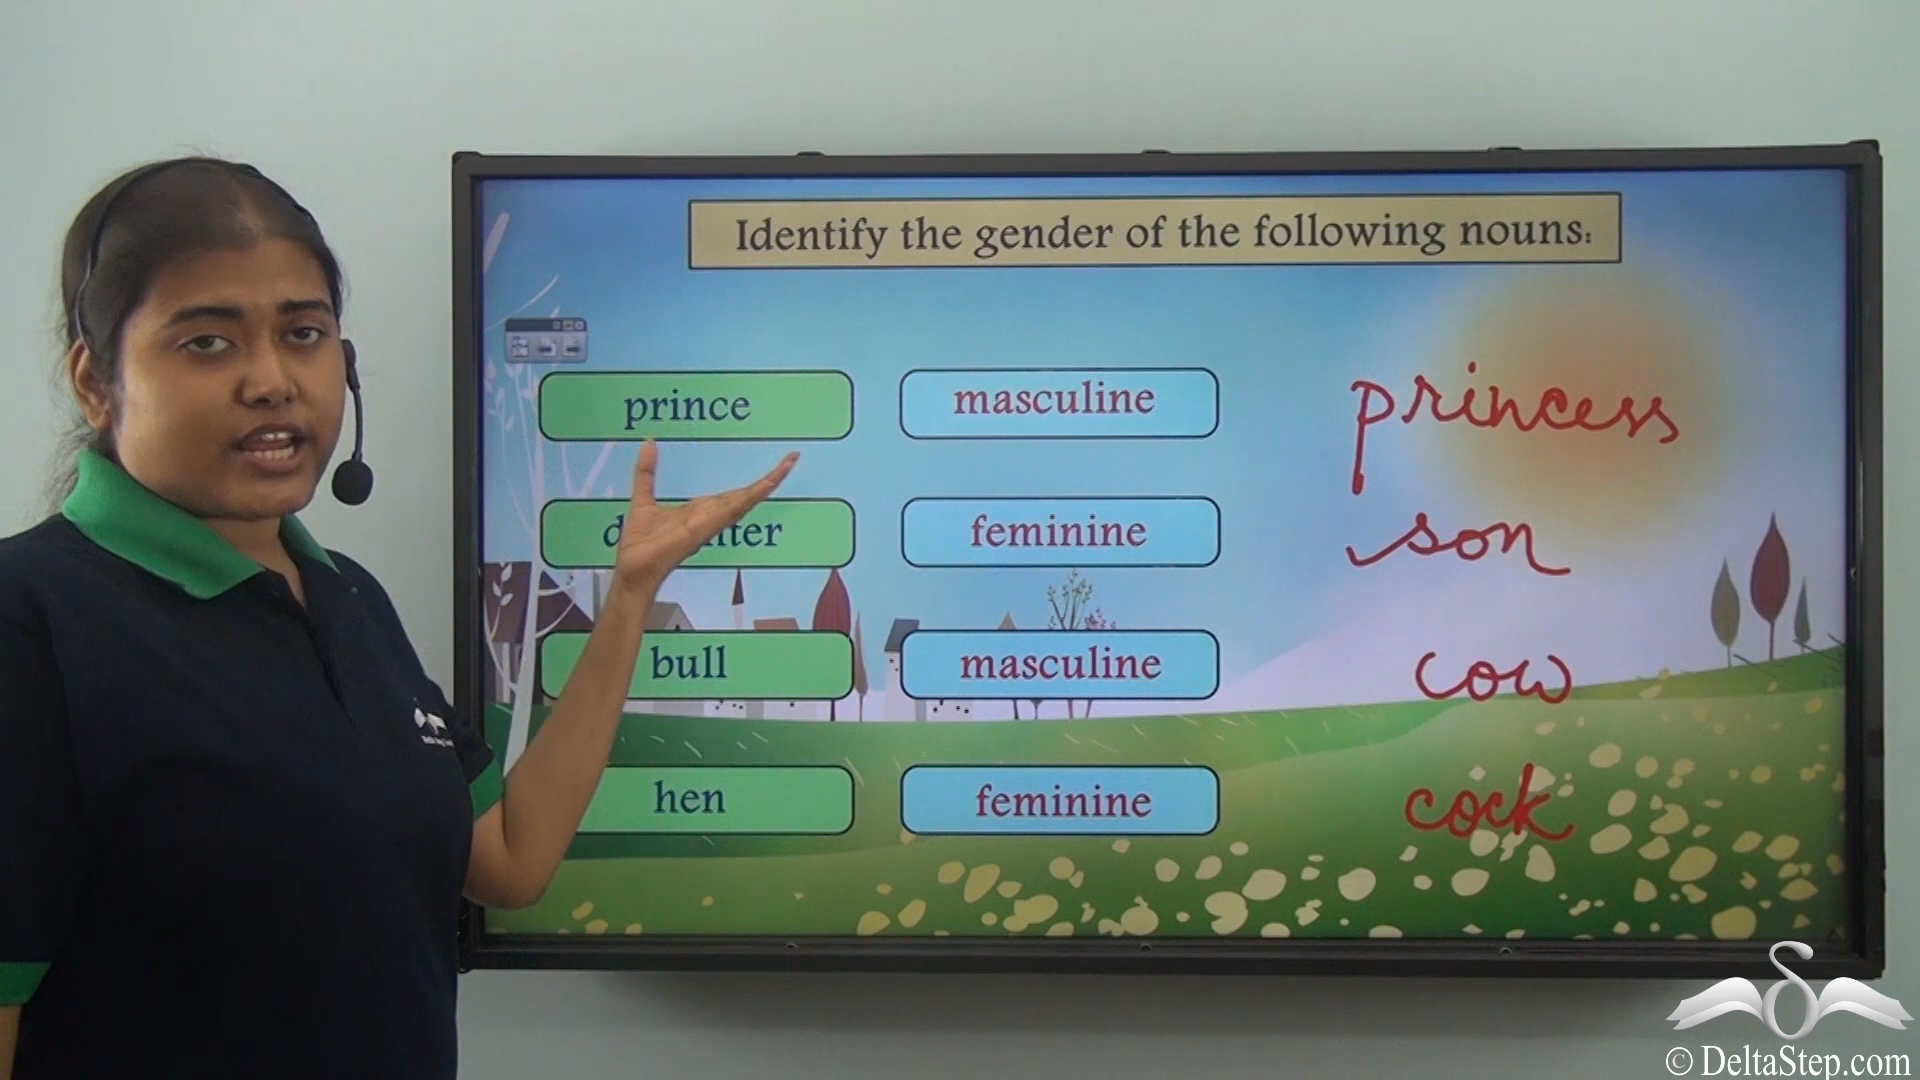 Identify the gender of the following nouns:
prince masculine princess
feminine son
bull masculine cow
hen feminine cock
© DeltaStep.com